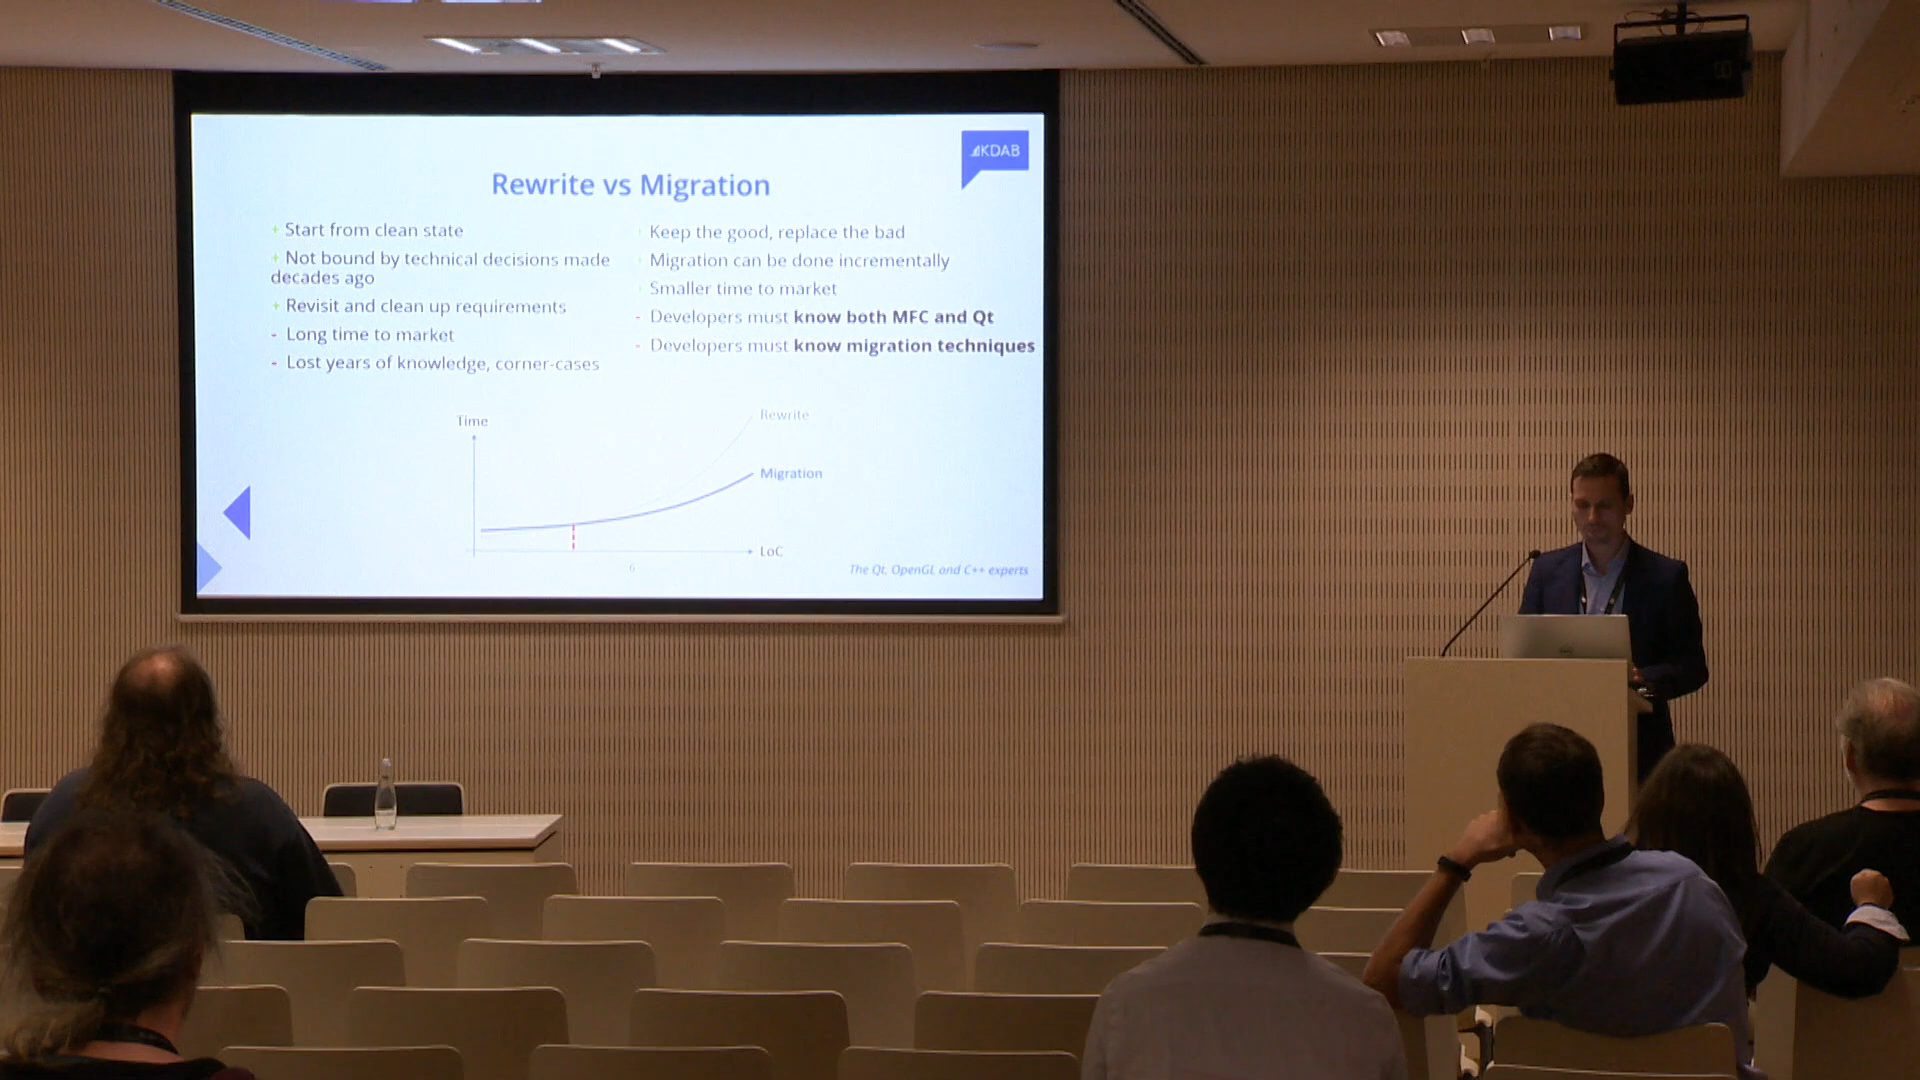 KDAB
Rewrite vs Migration
+ Start from clean state
+ Not bound by technical decisions made
decades ago
+ Revisit and clean up requirements
- Long time to market
- Lost years of knowledge, corner-cases
+ Keep the good, replace the bad
+ Migration can be done incrementally
+ Smaller time to market
- Developers must know both MFC and Qt
- Developers must know migration techniques
Time
Rewrite
Migration
LoC
6
The Qt, OpenGL and C++ experts
DELL